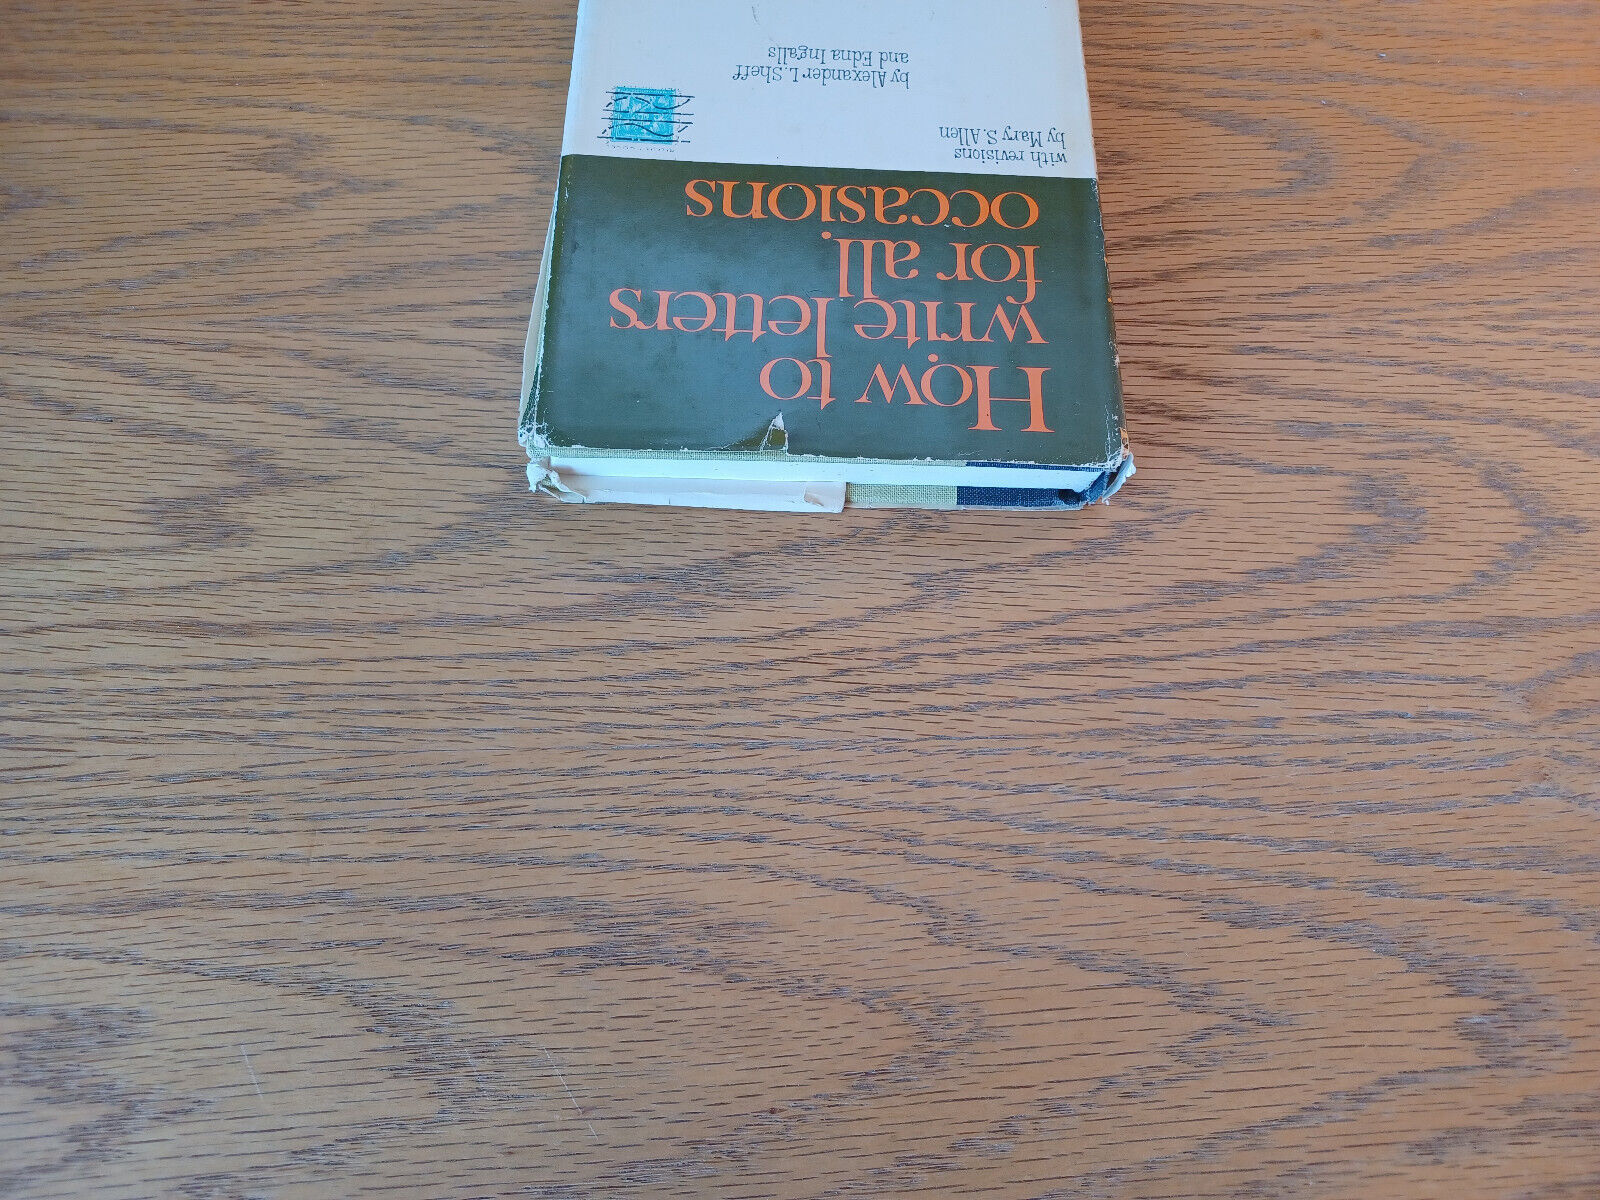 How to
write letters
for all
occasions
with revisions
by Mary S. Allen
by Alexander L. Sheff
and Edna Ingalls